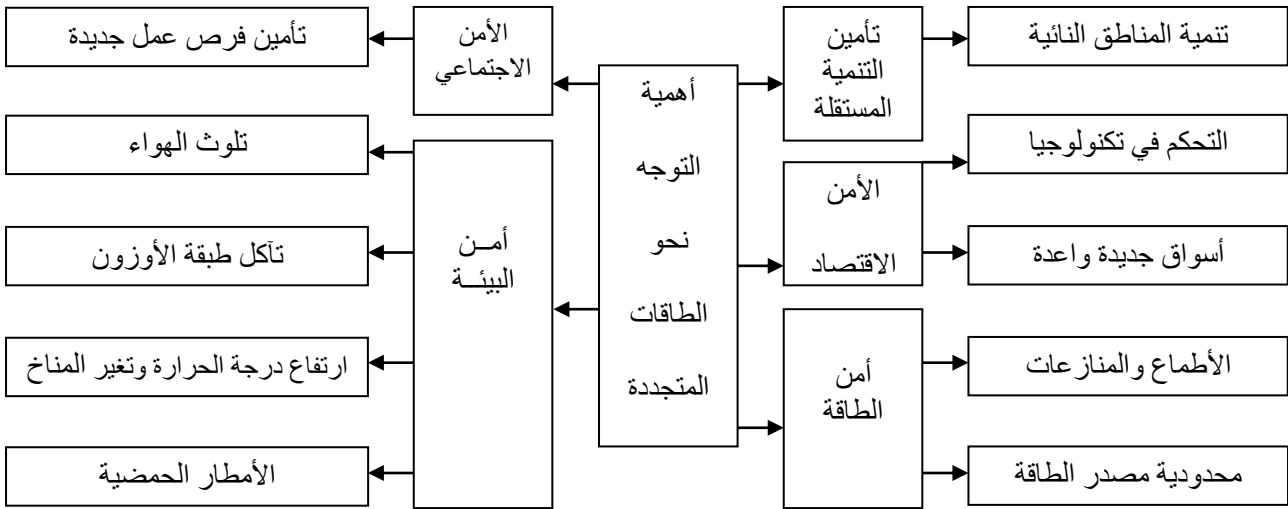 تنمية المناطق النائية
التحكم في تكنولوجيا
أسواق جديدة واعدة
الأطماع والمنازعات
محدودية مصدر الطاقة
تأمين
التنمية
المستقلة
الأمن
الاقتصاد
أمن
الطاقة
أهمية
التوجه
نحو
الطاقات
المتجددة
الأمن
الاجتماعي
أمــن
البيئــة
تأمين فرص عمل جديدة
تلوث الهواء
تآكل طبقة الأوزون
ارتفاع درجة الحرارة وتغير المناخ
الأمطار الحمضية